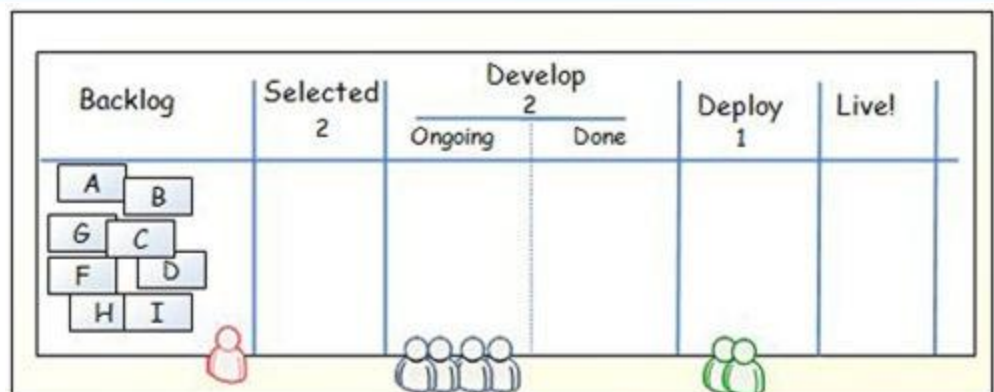 Backlog
Selected
2
Develop
2
Ongoing Done
Deploy
1
Live!
A
B
G C
F D
H I